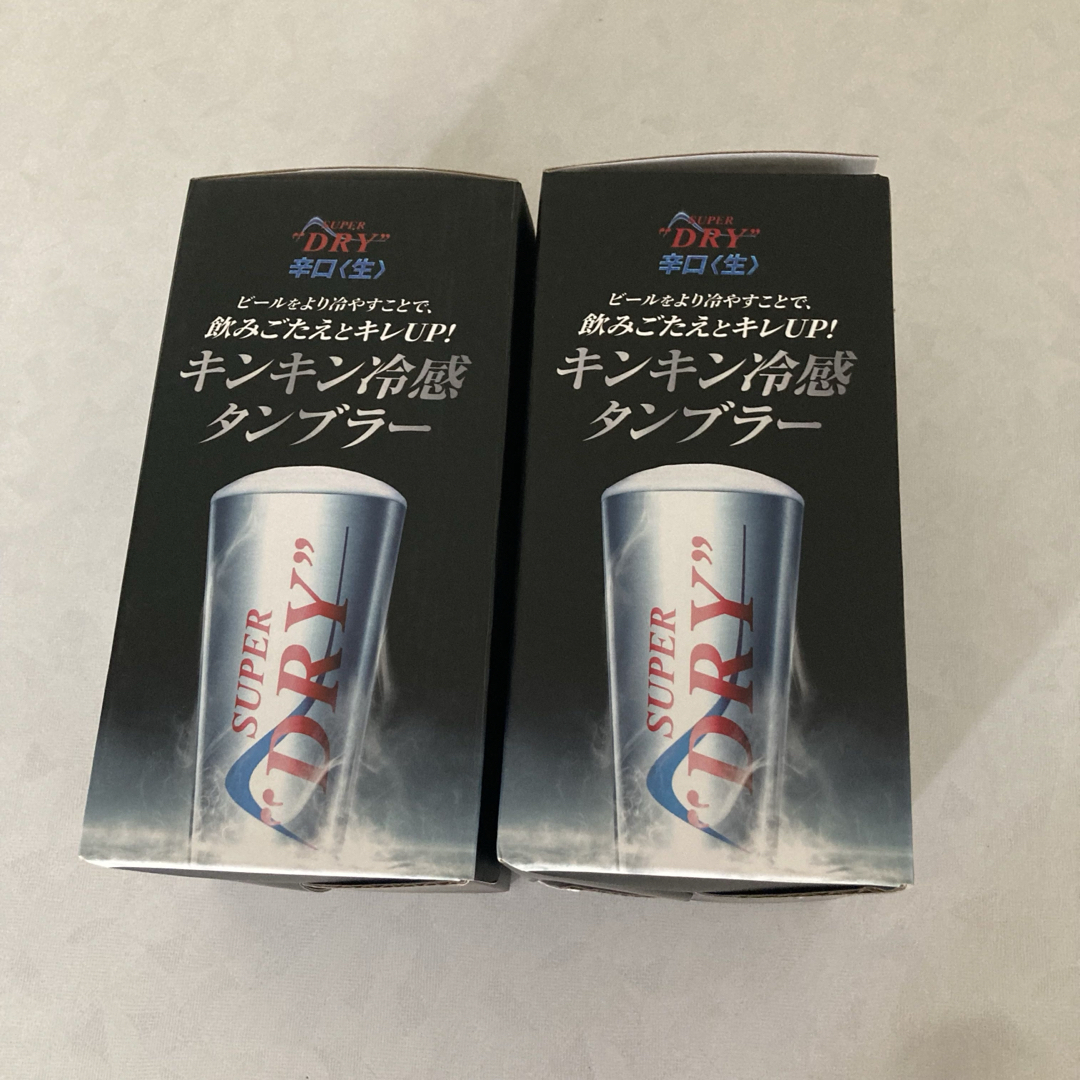 SUPER
"DRY"
辛口〈生〉
ビールをより冷やすことで、
飲みごたえとキレUP!
キンキン冷感
タンブラー
SUPER
"DRY"
SUPER
"DRY"
辛口〈生〉
ビールをより冷やすことで、
飲みごたえとキレUP!
キンキン冷感
タンブラー
SUPER
"DRY"